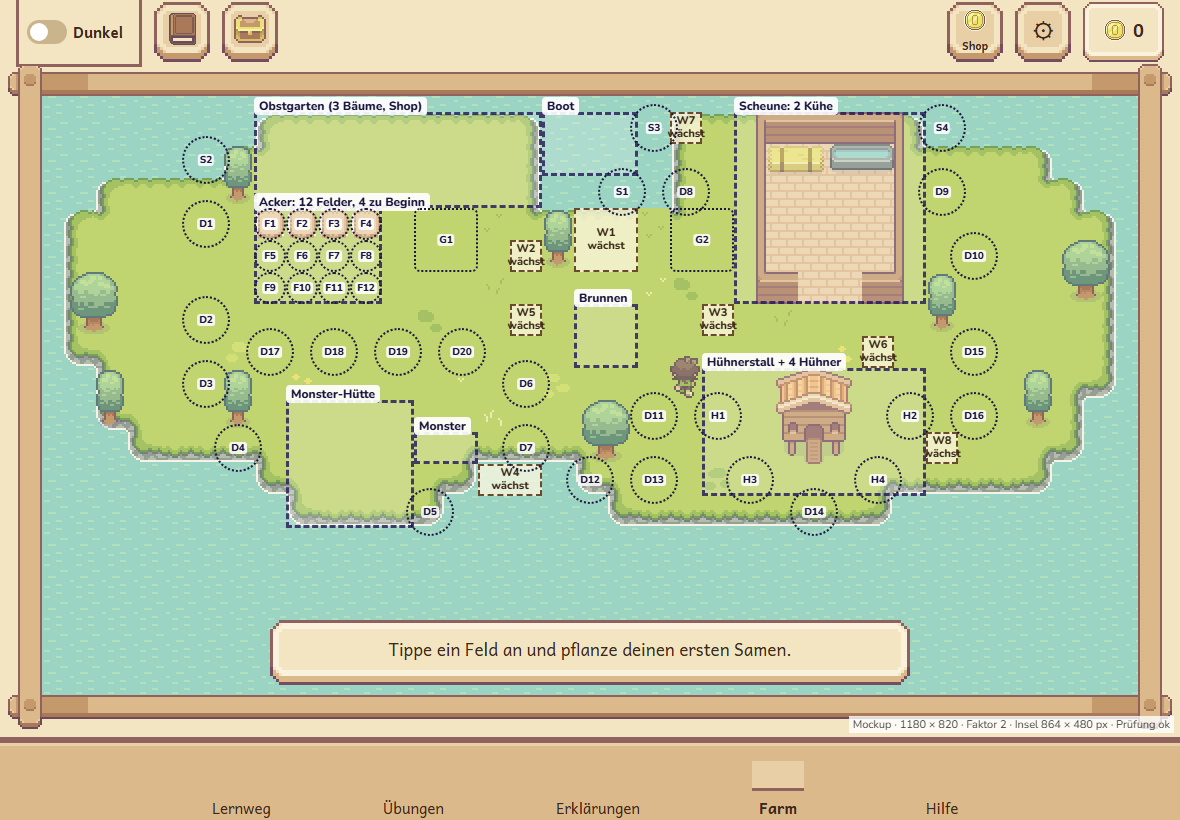 Dunkel
Shop
0
Obstgarten (3 Bäume, Shop)
Boot
Scheune: 2 Kühe
S3
W7
wächst
S4
S2
S1
D8
D9
Acker: 12 Felder, 4 zu Beginn
D1
F1 F2 F3 F4
G1
W1
wächst
G2
W2
wächst
F5 F6 F7 F8
D10
F9 F10 F11 F12
Brunnen
D2
W5
wächst
W3
wächst
D17 D18 D19 D20
W6
wächst
D15
Hühnerstall + 4 Hühner
D3
D6
Monster-Hütte
D11
H1
H2
D16
Monster
D4
D7
W8
wächst
W4
wächst
D12
D13
H3
H4
D5
D14
Tippe ein Feld an und pflanze deinen ersten Samen.
Mockup · 1180 × 820 · Faktor 2 · Insel 864 × 480 px · Prüfung ok
Lernweg
Übungen
Erklärungen
Farm
Hilfe